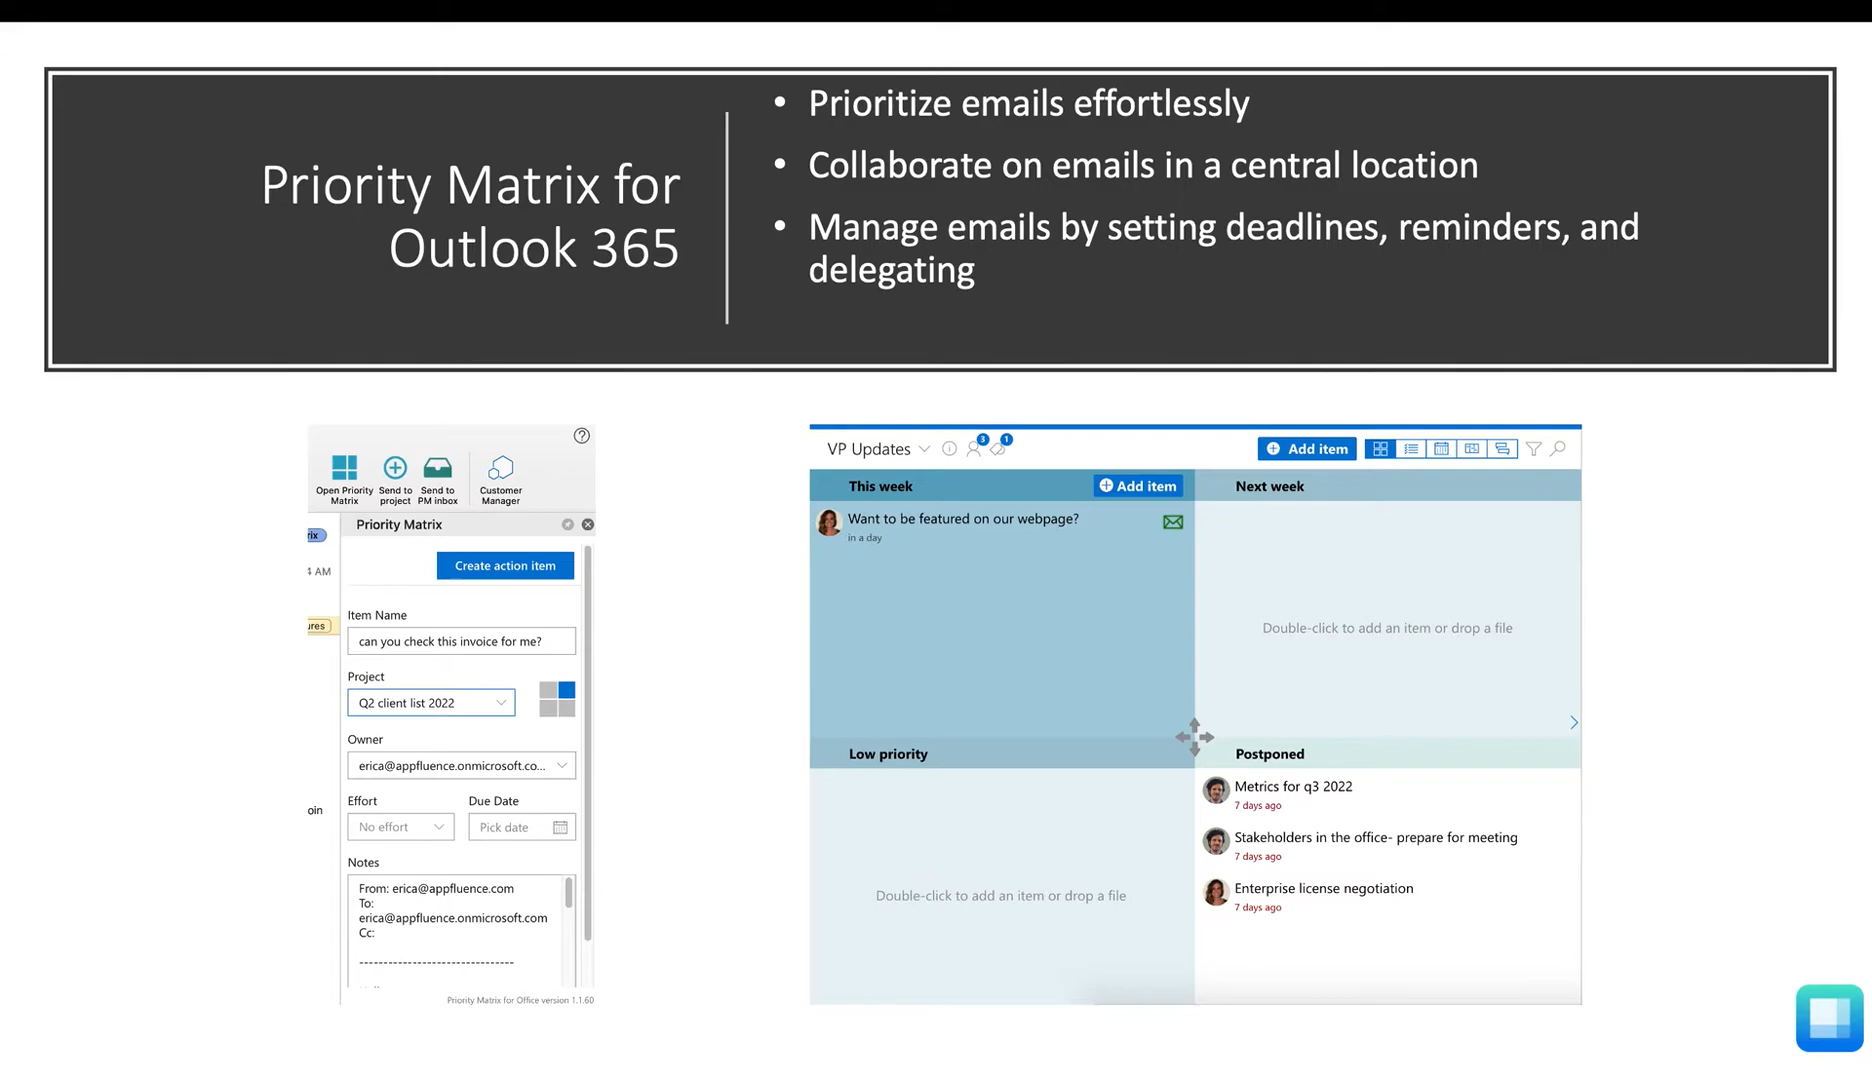 Priority Matrix for
Outlook 365
• Prioritize emails effortlessly
• Collaborate on emails in a central location
• Manage emails by setting deadlines, reminders, and
delegating
Open Priority
Matrix
Send to
project
Send to
PM inbox
Customer
Manager
rix
4 AM
ures
oin
Priority Matrix
Create action item
Item Name
can you check this invoice for me?
Project
Q2 client list 2022
Owner
erica@appfluence.onmicrosoft.co...
Effort
Due Date
No effort
Pick date
Notes
From: erica@appfluence.com
To:
erica@appfluence.onmicrosoft.com
Cc:
--------------------------------
Priority Matrix for Office version 1.1.60
VP Updates
3
1
Add item
This week
Add item
Next week
Want to be featured on our webpage?
in a day
Double-click to add an item or drop a file
Low priority
Postponed
Double-click to add an item or drop a file
Metrics for q3 2022
7 days ago
Stakeholders in the office- prepare for meeting
7 days ago
Enterprise license negotiation
7 days ago